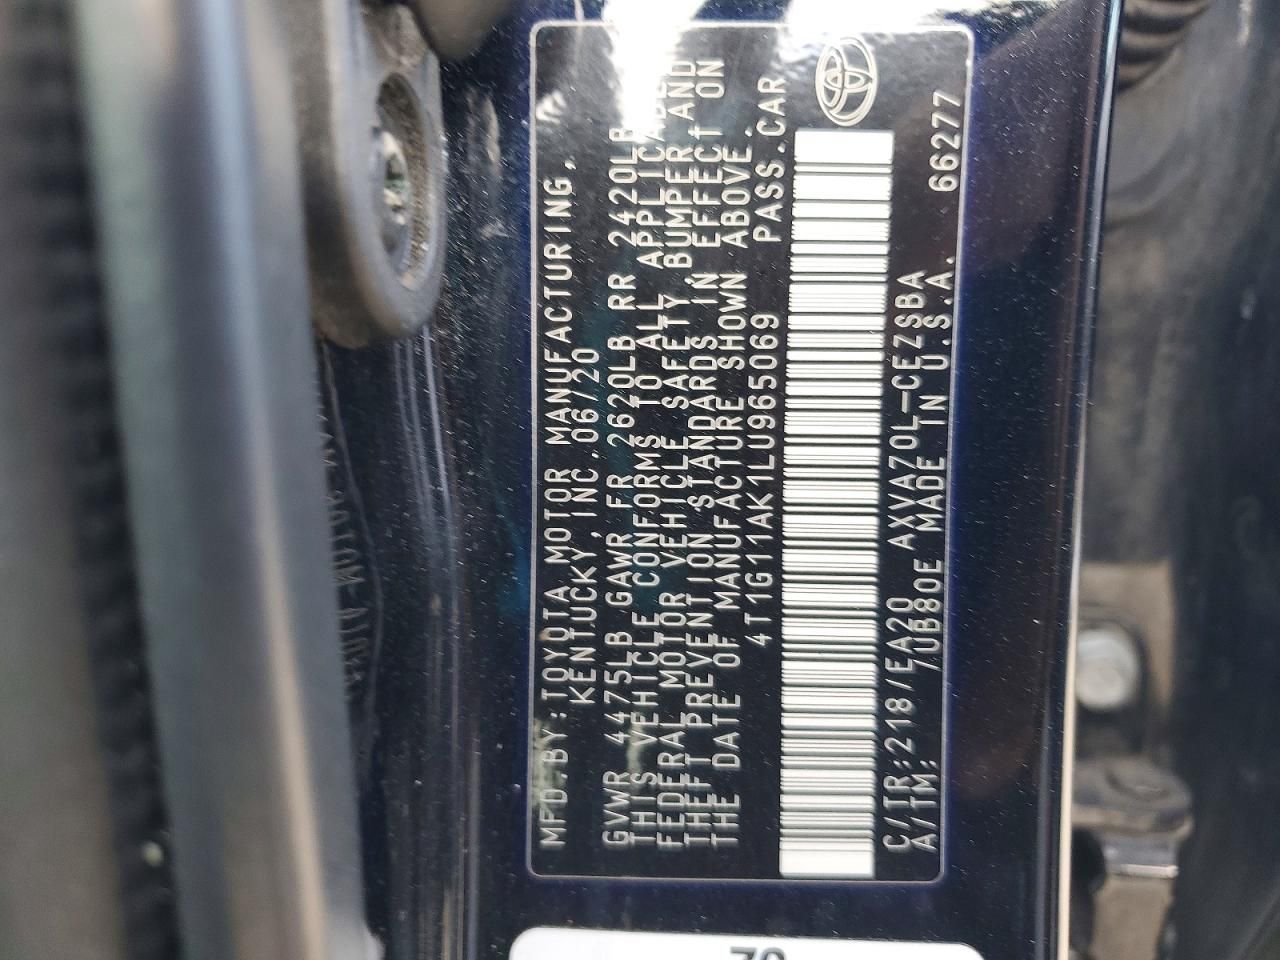 MFD.BY:TOYOTA MOTOR MANUFACTURING,
KENTUCKY, INC. 06/20
GVWR 4475LB GAWR FR 2620LB RR 2420LB
THIS VEHICLE CONFORMS TO ALL APPLICABLE
FEDERAL MOTOR VEHICLE SAFETY, BUMPER AND
THEFT PREVENTION STANDARDS IN EFFECT ON
THE DATE OF MANUFACTURE SHOWN ABOVE.
4T1G11AK1LU965069 PASS.CAR
C/TR:218/EA20 AXVA70L-CEZSBA
A/TM: /UB80E MADE IN U.S.A. 66277